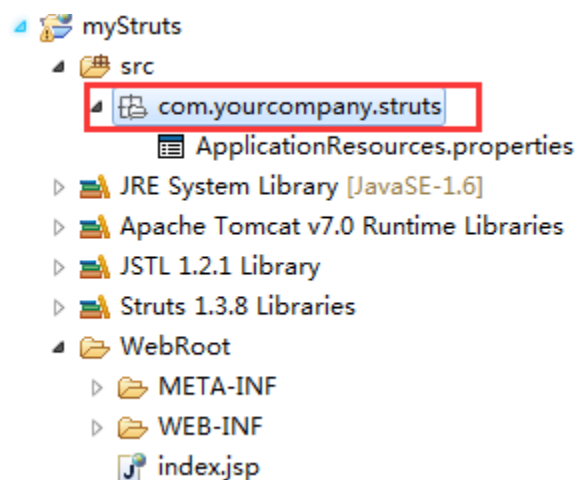 myStruts
src
com.yourcompany.struts
ApplicationResources.properties
JRE System Library [JavaSE-1.6]
Apache Tomcat v7.0 Runtime Libraries
JSTL 1.2.1 Library
Struts 1.3.8 Libraries
WebRoot
META-INF
WEB-INF
index.jsp